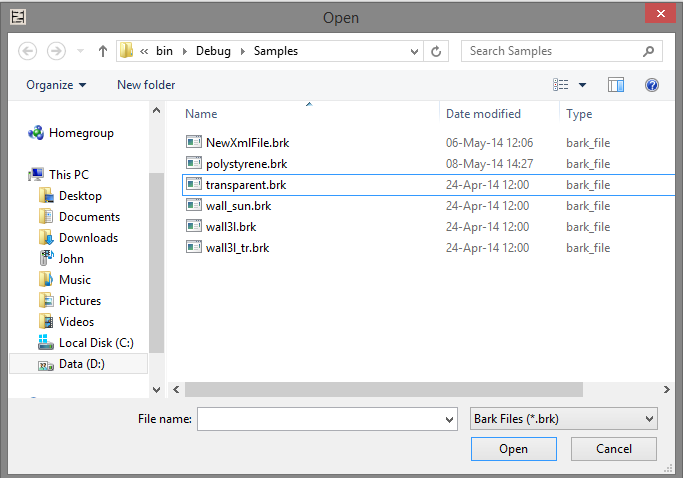 Open
« bin Debug Samples
Search Samples
Organize New folder
Name Date modified Type
Homegroup
This PC
Desktop
Documents
Downloads
John
Music
Pictures
Videos
Local Disk (C:)
Data (D:)
NewXmlFile.brk 06-May-14 12:06 bark_file
polystyrene.brk 08-May-14 14:27 bark_file
transparent.brk 24-Apr-14 12:00 bark_file
wall_sun.brk 24-Apr-14 12:00 bark_file
wall3l.brk 24-Apr-14 12:00 bark_file
wall3l_tr.brk 24-Apr-14 12:00 bark_file
File name: Bark Files (*.brk)
Open Cancel